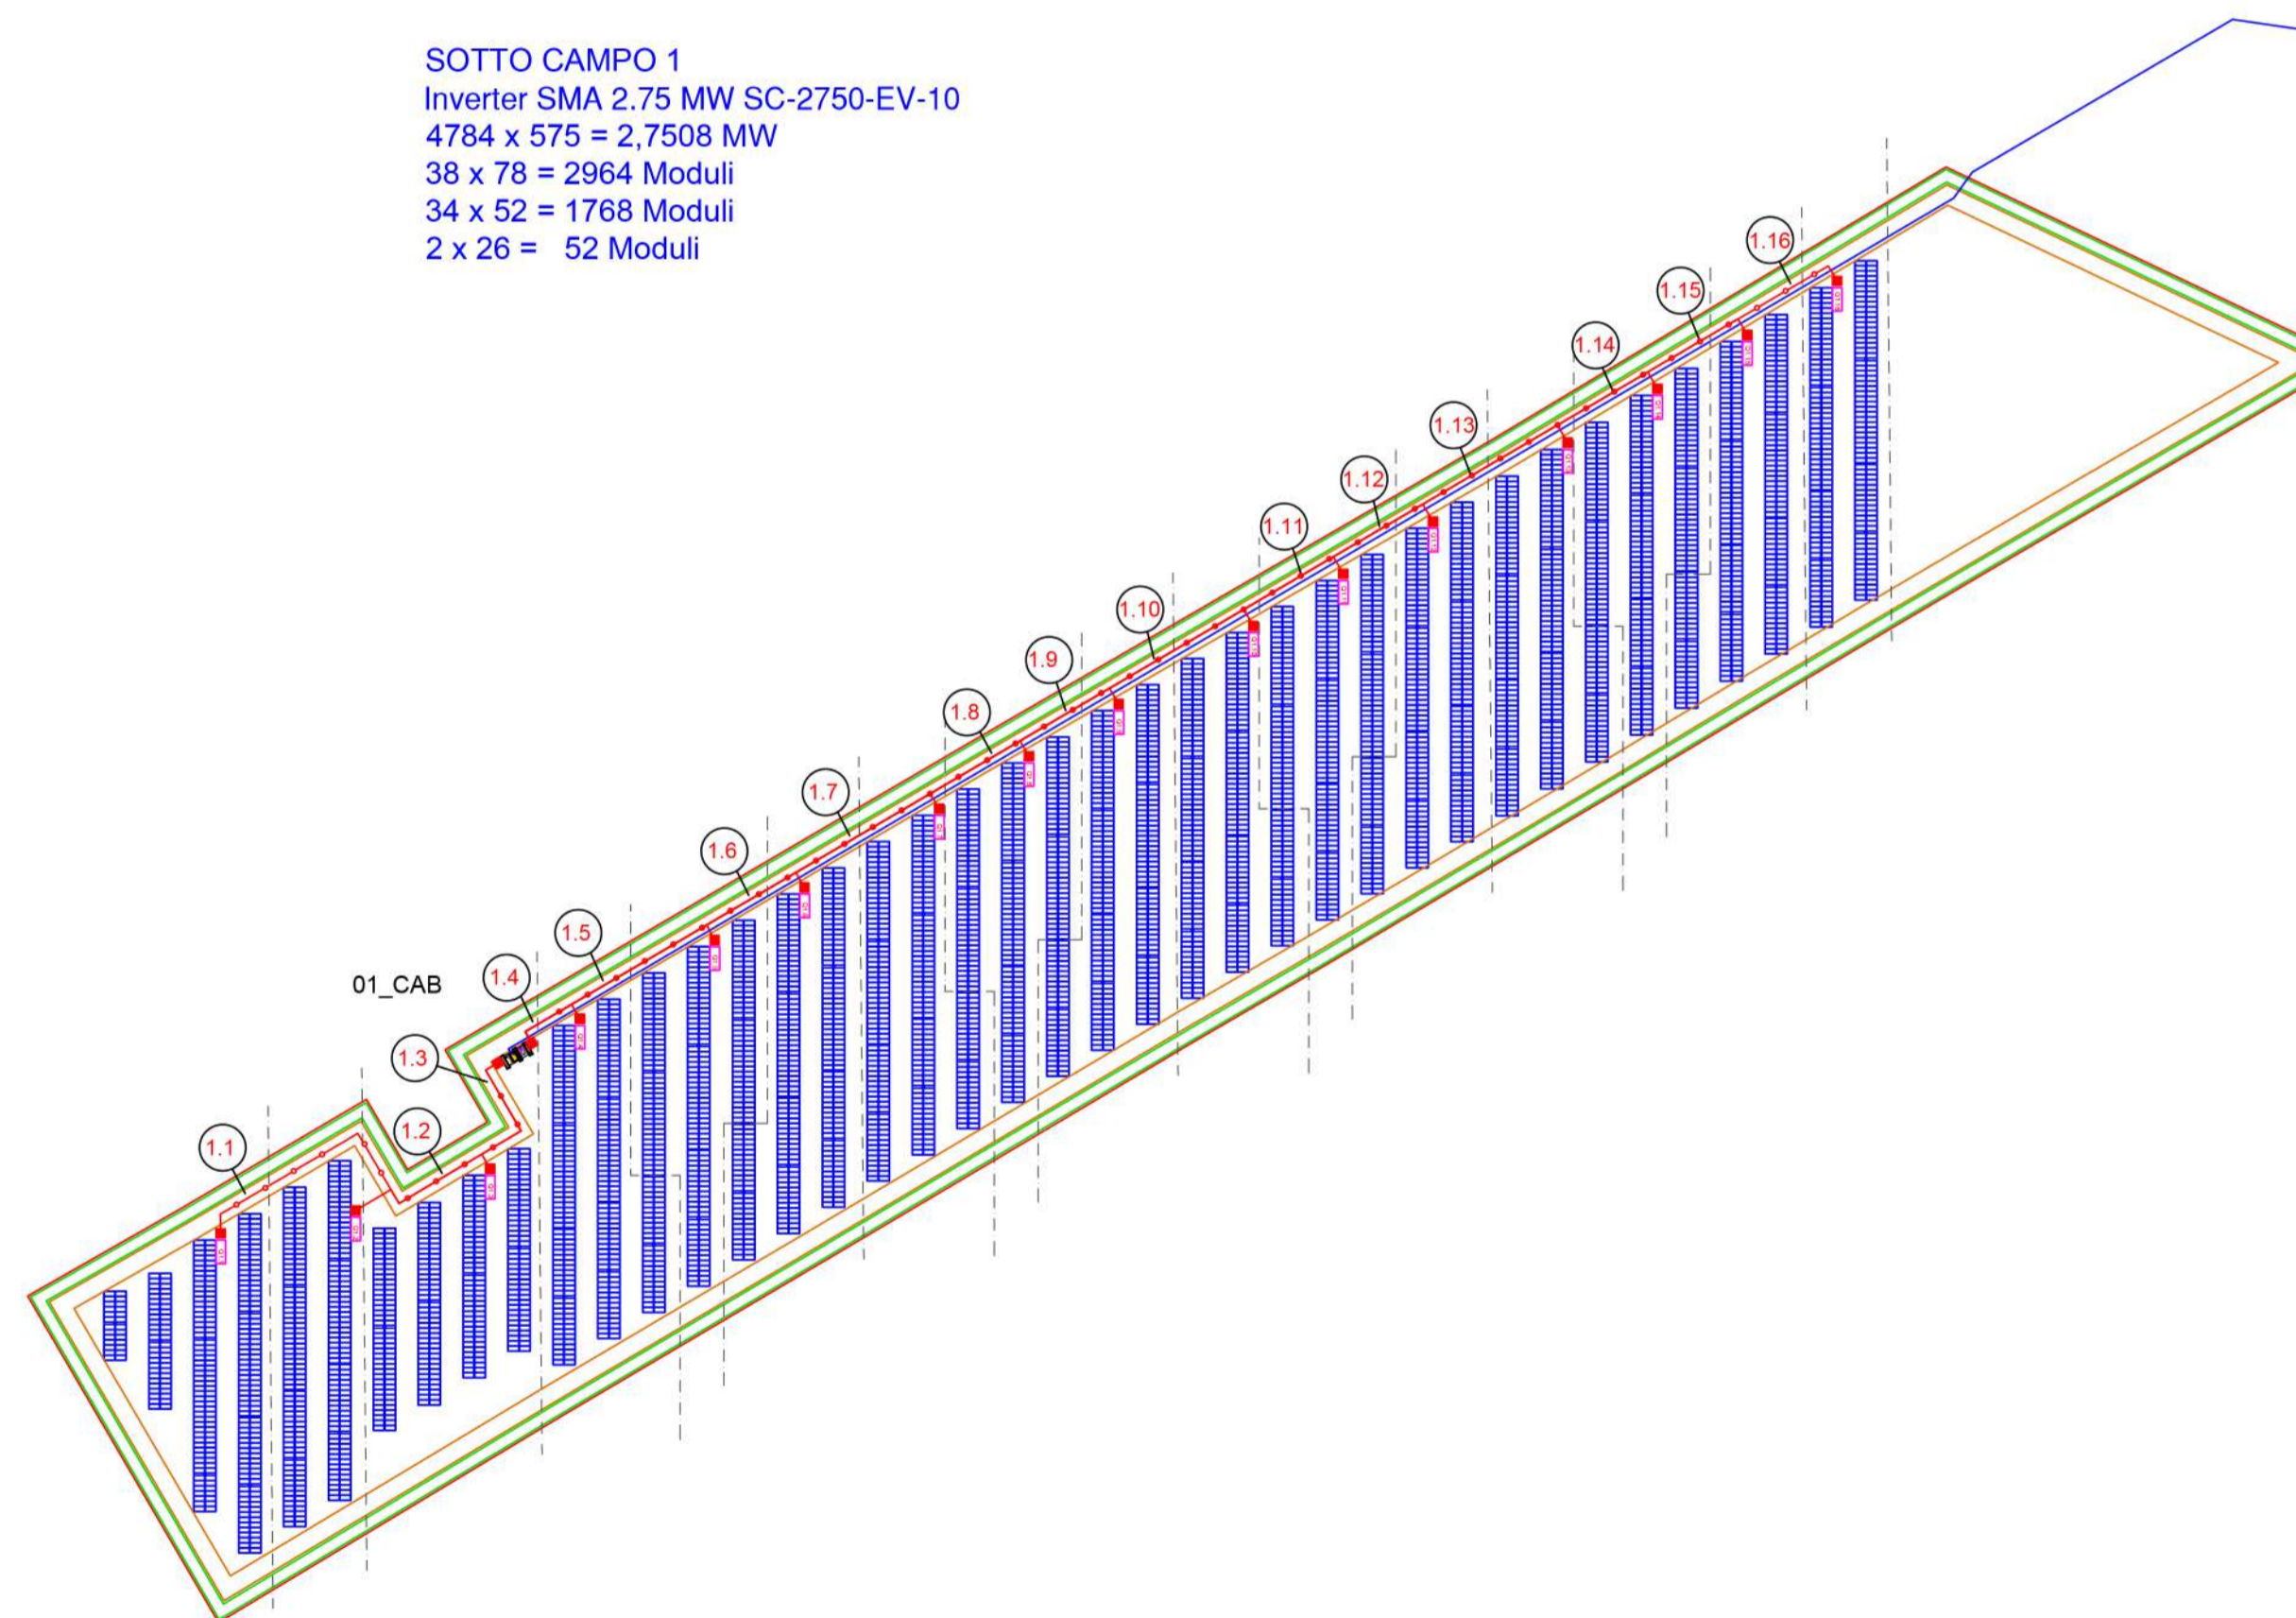 SOTTO CAMPO 1
Inverter SMA 2.75 MW SC-2750-EV-10
4784 x 575 = 2,7508 MW
38 x 78 = 2964 Moduli
34 x 52 = 1768 Moduli
2 x 26 = 52 Moduli
1.16
1.15
1.14
1.13
1.12
1.11
1.10
1.9
1.8
1.7
1.6
1.5
1.4
01_CAB
1.3
1.2
1.1